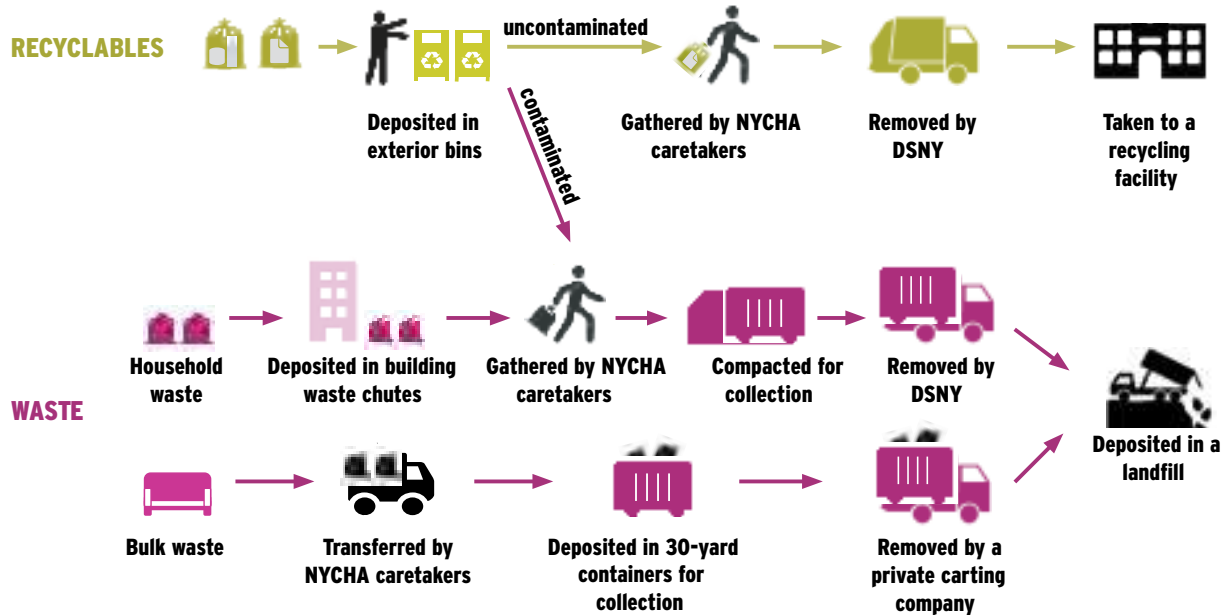 RECYCLABLES
uncontaminated
contaminated
Deposited in
exterior bins
Gathered by NYCHA
caretakers
Removed by
DSNY
Taken to a
recycling
facility
WASTE
Household
waste
Deposited in building
waste chutes
Gathered by NYCHA
caretakers
Compacted for
collection
Removed by
DSNY
Deposited in a
landfill
Bulk waste
Transferred by
NYCHA caretakers
Deposited in 30-yard
containers for
collection
Removed by a
private carting
company